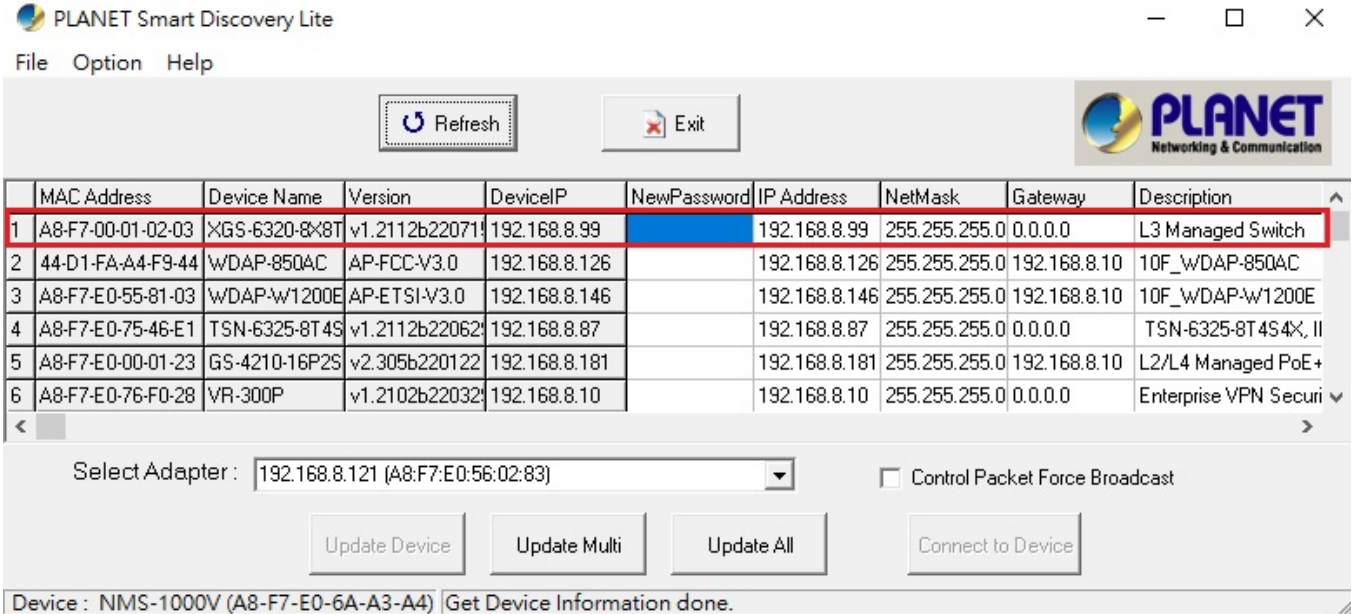 PLANET Smart Discovery Lite
File Option Help
Refresh Exit PLANET
Networking & Communication
MAC Address Device Name Version DeviceIP NewPassword IP Address NetMask Gateway Description
1 A8-F7-00-01-02-03 XGS-6320-8X8T v1.2112b22071 192.168.8.99 192.168.8.99 255.255.255.0 0.0.0.0 L3 Managed Switch
2 44-D1-FA-A4-F9-44 WDAP-850AC AP-FCC-V3.0 192.168.8.126 192.168.8.126 255.255.255.0 192.168.8.10 10F_WDAP-850AC
3 A8-F7-E0-55-81-03 WDAP-W1200E AP-ETSI-V3.0 192.168.8.146 192.168.8.146 255.255.255.0 192.168.8.10 10F_WDAP-W1200E
4 A8-F7-E0-75-46-E1 TSN-6325-8T4S v1.2112b22062 192.168.8.87 192.168.8.87 255.255.255.0 0.0.0.0 TSN-6325-8T4S4X, II
5 A8-F7-E0-00-01-23 GS-4210-16P2S v2.305b220122 192.168.8.181 192.168.8.181 255.255.255.0 192.168.8.10 L2/L4 Managed PoE+
6 A8-F7-E0-76-F0-28 VR-300P v1.2102b22032 192.168.8.10 192.168.8.10 255.255.255.0 0.0.0.0 Enterprise VPN Securi
Select Adapter : 192.168.8.121 (A8:F7:E0:56:02:83) Control Packet Force Broadcast
Update Device Update Multi Update All Connect to Device
Device : NMS-1000V (A8-F7-E0-6A-A3-A4) Get Device Information done.